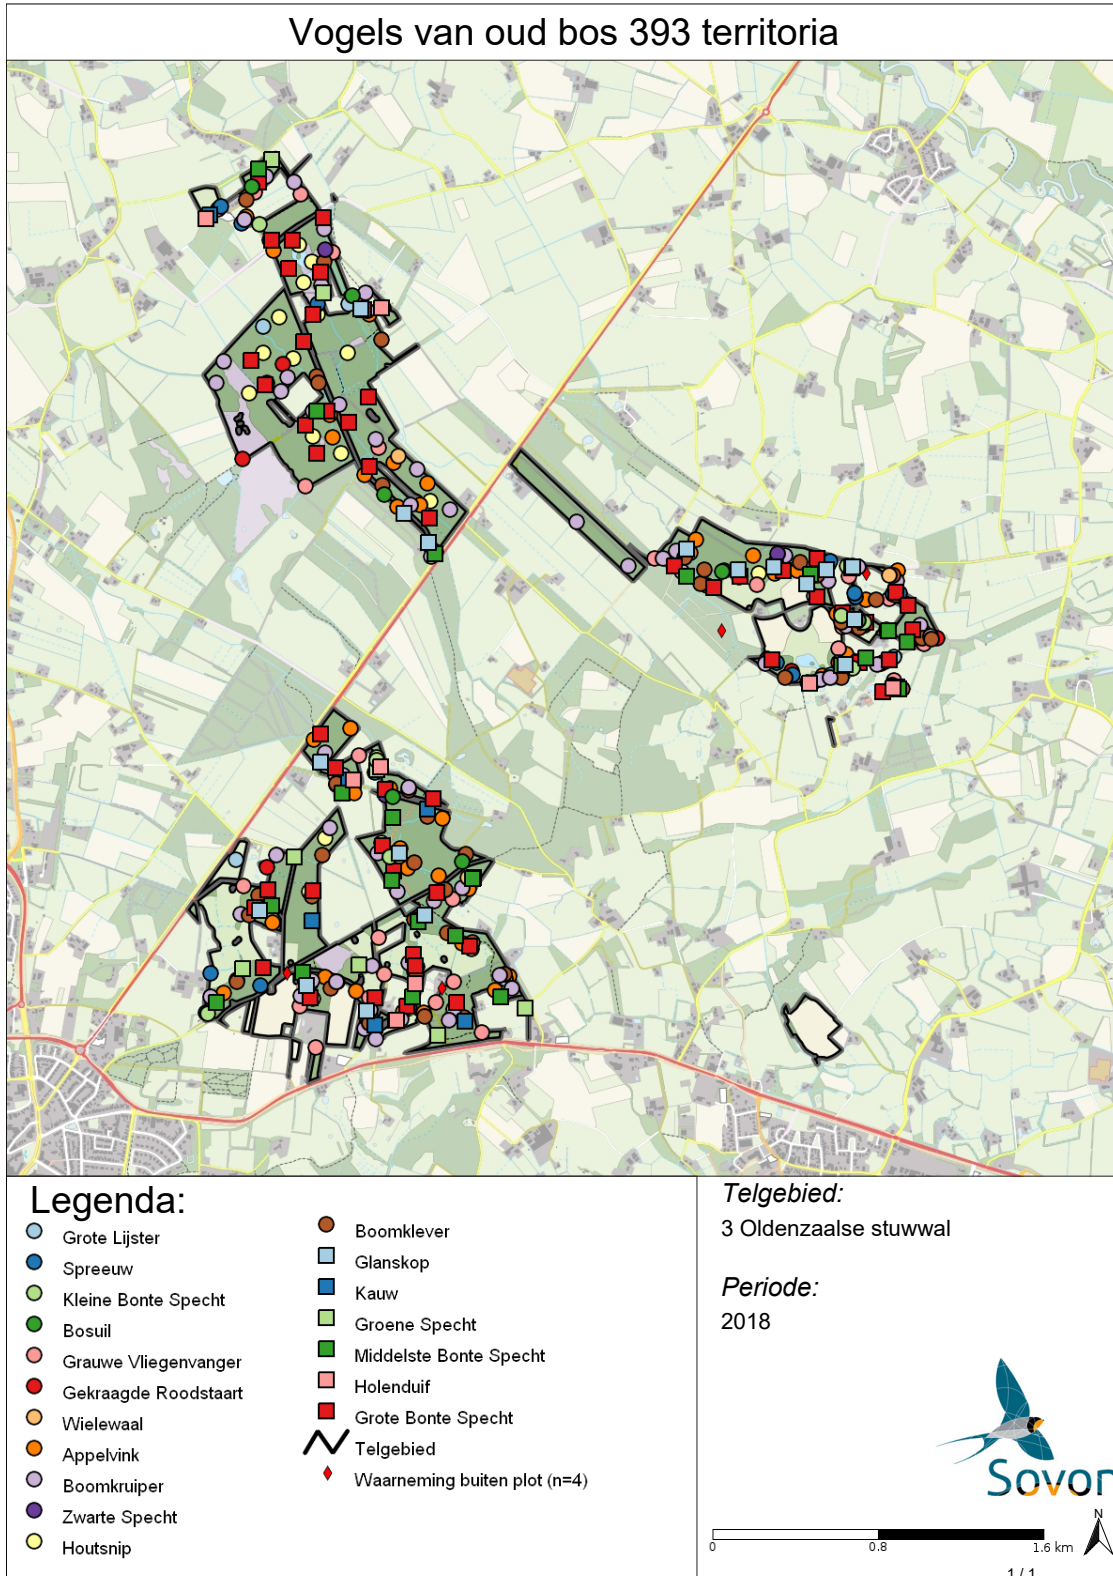 Vogels van oud bos 393 territoria
Legenda:
Grote Lijster
Spreeuw
Kleine Bonte Specht
Bosuil
Grauwe Vliegenvanger
Gekraagde Roodstaart
Wielewaal
Appelvink
Boomkruiper
Zwarte Specht
Houtsnip
Boomklever
Glanskop
Kauw
Groene Specht
Middelste Bonte Specht
Holenduif
Grote Bonte Specht
Telgebied
Waarneming buiten plot (n=4)
Telgebied:
3 Oldenzaalse stuwwal
Periode:
2018
Sovon
N
0 0.8 1.6 km
1 / 1